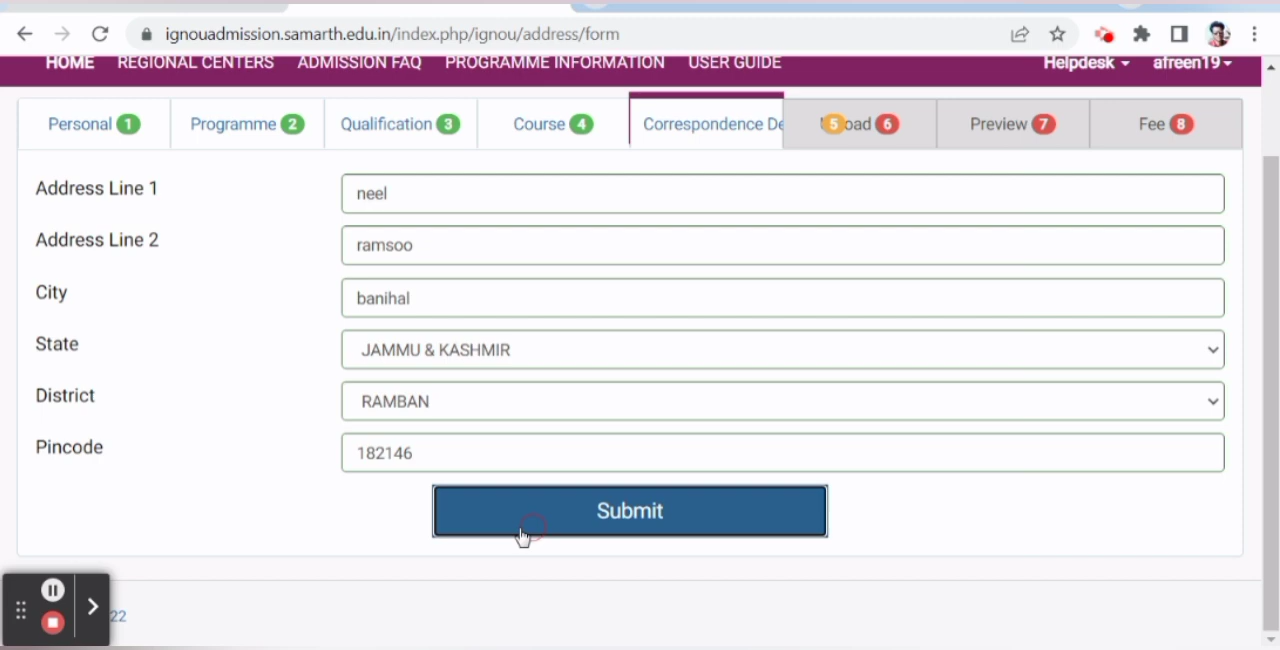 ignouadmission.samarth.edu.in/index.php/ignou/address/form
HOME REGIONAL CENTERS ADMISSION FAQ PROGRAMME INFORMATION USER GUIDE Helpdesk afreen19
Personal 1 Programme 2 Qualification 3 Course 4 Correspondence De 5 oad 6 Preview 7 Fee 8
Address Line 1 neel
Address Line 2 ramsoo
City banihal
State JAMMU & KASHMIR
District RAMBAN
Pincode 182146
Submit
22